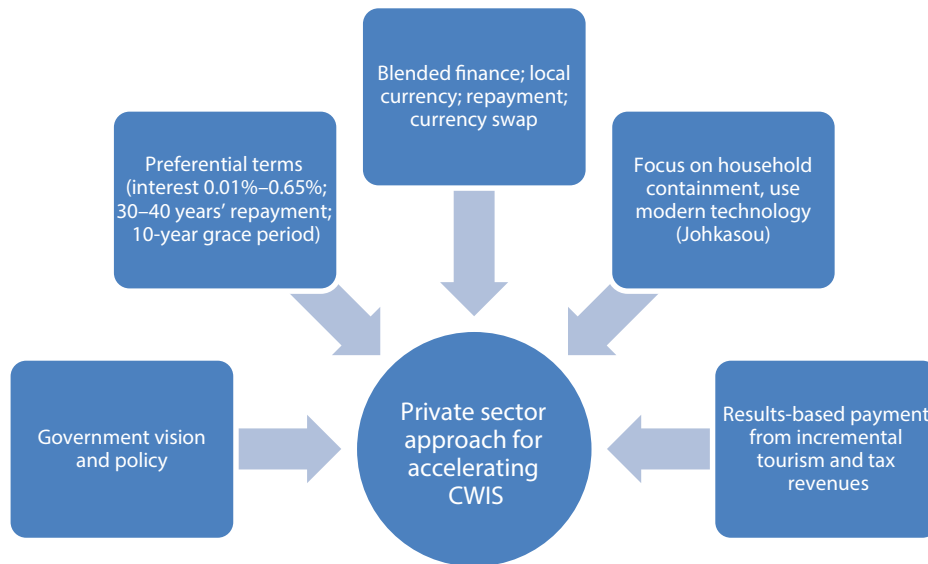 Blended finance; local
currency; repayment;
currency swap
Preferential terms
(interest 0.01%–0.65%;
30–40 years’ repayment;
10-year grace period)
Focus on household
containment, use
modern technology
(Johkasou)
Government vision
and policy
Private sector
approach for
accelerating
CWIS
Results-based payment
from incremental
tourism and tax
revenues